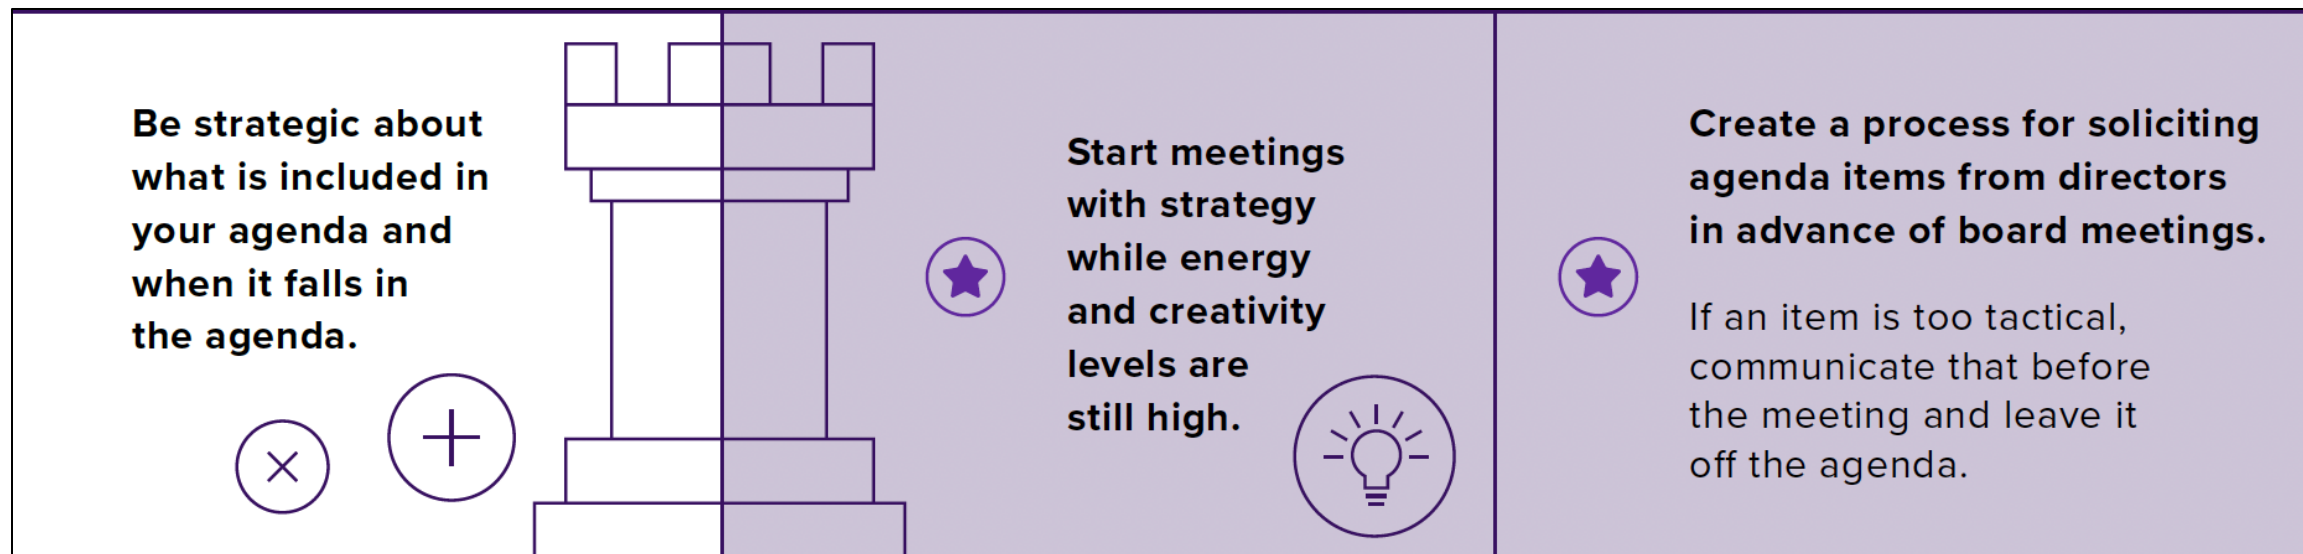 Be strategic about
what is included in
your agenda and
when it falls in
the agenda.
Start meetings
with strategy
while energy
and creativity
levels are
still high.
Create a process for soliciting
agenda items from directors
in advance of board meetings.
If an item is too tactical,
communicate that before
the meeting and leave it
off the agenda.